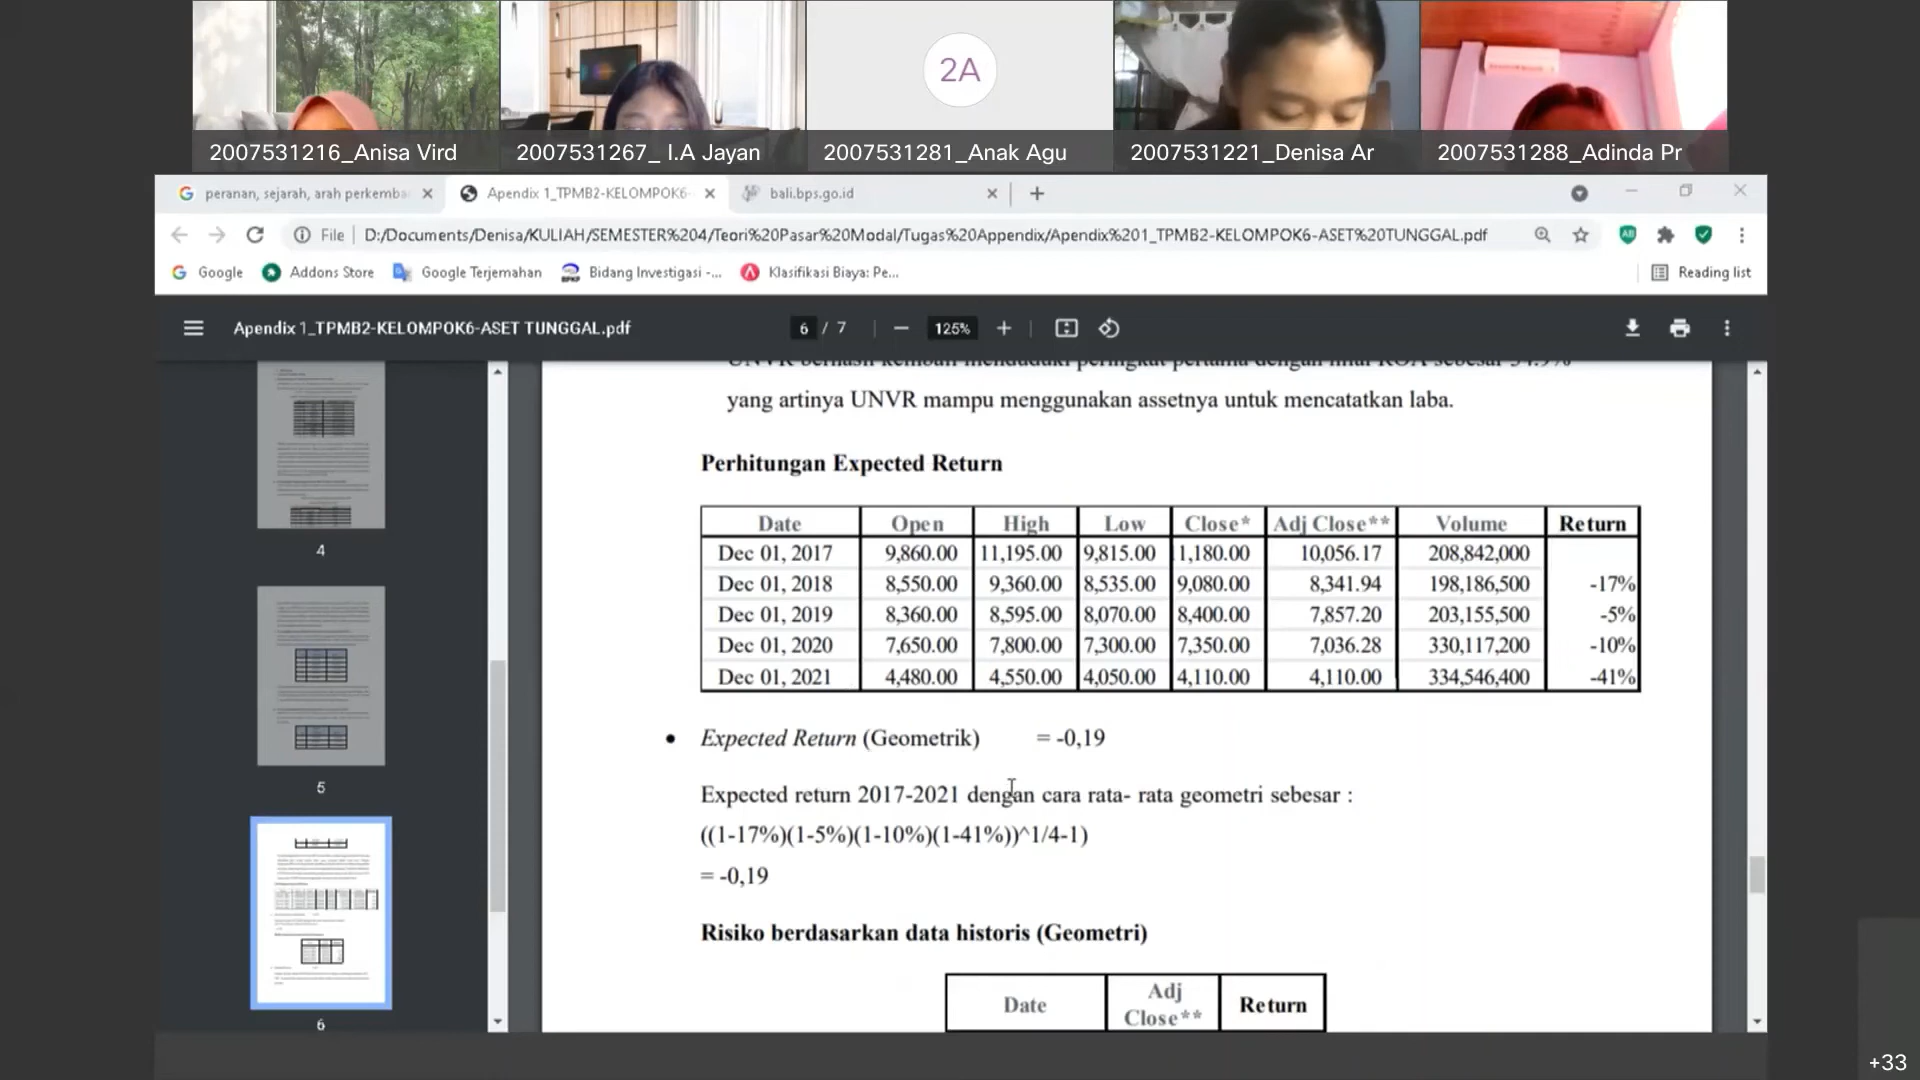 2A
2007531216_Anisa Vird
2007531267_ I.A Jayan
2007531281_Anak Agu
2007531221_Denisa Ar
2007531288_Adinda Pr
peranan, sejarah, arah perkemba
Apendix 1_TPMB2-KELOMPOK6-
bali.bps.go.id
File
D:/Documents/Denisa/KULIAH/SEMESTER%204/Teori%20Pasar%20Modal/Tugas%20Appendix/Apendix%201_TPMB2-KELOMPOK6-ASET%20TUNGGAL.pdf
Google
Addons Store
Google Terjemahan
Bidang Investigasi -...
Klasifikasi Biaya: Pe...
Reading list
Apendix 1_TPMB2-KELOMPOK6-ASET TUNGGAL.pdf
6 / 7
125%
4
5
6
yang artinya UNVR mampu menggunakan assetnya untuk mencatatkan laba.
Perhitungan Expected Return
Date Open High Low Close* Adj Close** Volume Return
Dec 01, 2017 9,860.00 11,195.00 9,815.00 1,180.00 10,056.17 208,842,000
Dec 01, 2018 8,550.00 9,360.00 8,535.00 9,080.00 8,341.94 198,186,500 -17%
Dec 01, 2019 8,360.00 8,595.00 8,070.00 8,400.00 7,857.20 203,155,500 -5%
Dec 01, 2020 7,650.00 7,800.00 7,300.00 7,350.00 7,036.28 330,117,200 -10%
Dec 01, 2021 4,480.00 4,550.00 4,050.00 4,110.00 4,110.00 334,546,400 -41%
• Expected Return (Geometrik) = -0,19
Expected return 2017-2021 dengan cara rata- rata geometri sebesar :
((1-17%)(1-5%)(1-10%)(1-41%))^1/4-1)
= -0,19
Risiko berdasarkan data historis (Geometri)
Date Adj Close** Return
+33